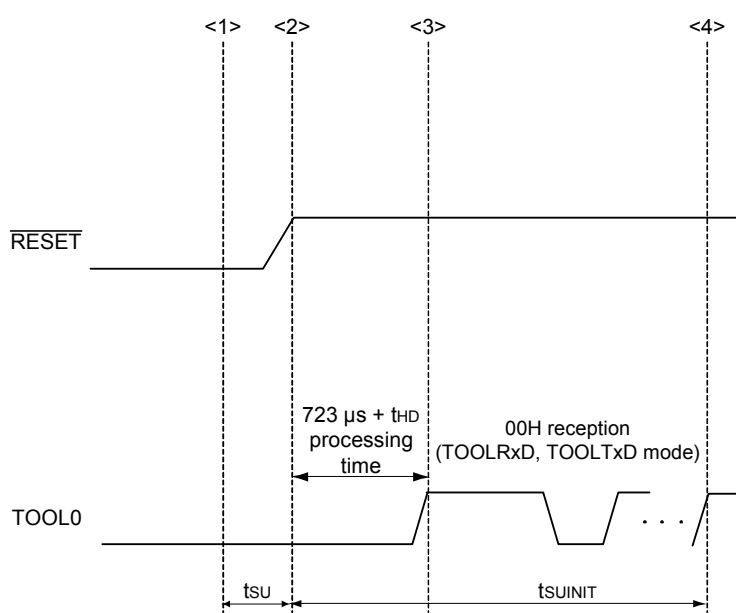 <1> <2> <3> <4>
RESET
723 µs + tHD
processing
time
00H reception
(TOOLRxD, TOOLTxD mode)
TOOL0
. . .
tSU
tSUINIT